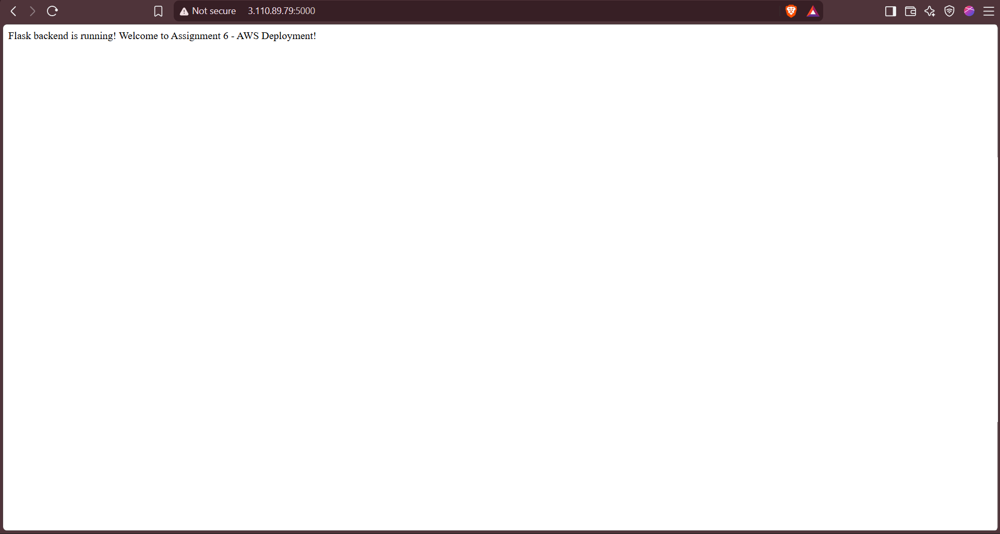 Not secure 3.110.89.79:5000
Flask backend is running! Welcome to Assignment 6 - AWS Deployment!